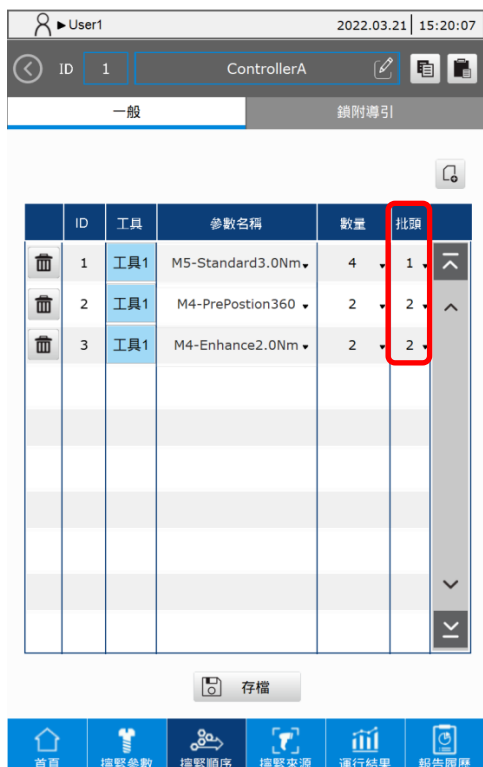 ►User1 2022.03.21 15:20:07
ID 1 ControllerA
一般 鎖附導引
ID 工具 參數名稱 數量 批頭
1 工具1 M5-Standard3.0Nm 4 1
2 工具1 M4-PrePostion360 2 2
3 工具1 M4-Enhance2.0Nm 2 2
存檔
首頁 擰緊參數 擰緊順序 擰緊來源 運行結果 報告履歷